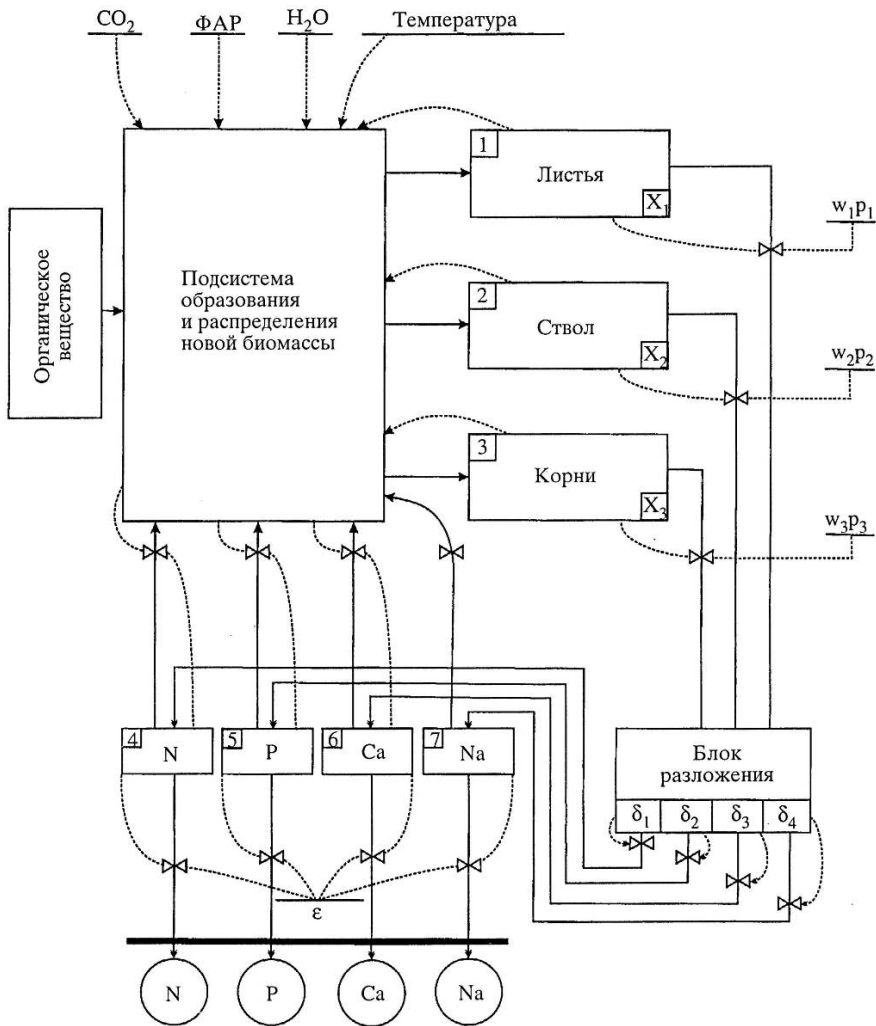 CO₂ ФАР H₂O Температура
1
Листья
X₁
w₁p₁
Органическое
вещество
Подсистема
образования
и распределения
новой биомассы
2
Ствол
X₂
w₂p₂
3
Корни
X₃
w₃p₃
4 N
5 P
6 Ca
7 Na
Блок
разложения
δ₁ δ₂ δ₃ δ₄
ε
N P Ca Na